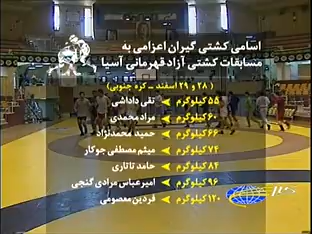 اسامی کشتی گیران اعزامی به
مسابقات کشتی آزاد قهرمانی آسیا
( ۲۸ و ۲۹ اسفند - کره جنوبی )
۵۵ کیلوگرم ◄ تقی داداشی
۶۰ کیلوگرم ◄ مراد محمدی
۶۶ کیلوگرم ◄ حمید محمدنژاد
۷۴ کیلوگرم ◄ میثم مصطفی جوکار
۸۴ کیلوگرم ◄ حامد تاتاری
۹۶ کیلوگرم ◄ امیرعباس مرادی گنجی
۱۲۰ کیلوگرم ◄ فردین معصومی